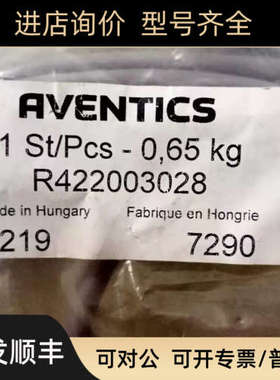 进店询价 型号齐全
AVENTICS
1 St/Pcs - 0,65 kg
R422003028
de in Hungary Fabrique en Hongrie
219 7290
发顺丰
可对公 可开专票/普